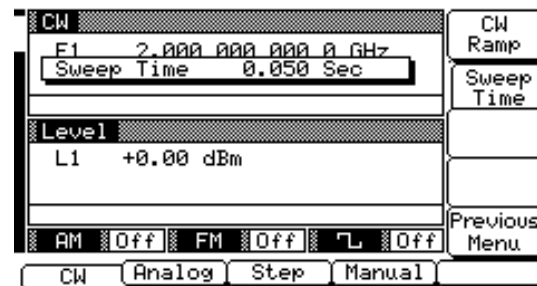 CW
F1 2.000 000 000 0 GHz
Sweep Time 0.050 Sec
Level
L1 +0.00 dBm
AM Off FM Off Off
CW Analog Step Manual
CW
Ramp
Sweep
Time
Previous
Menu